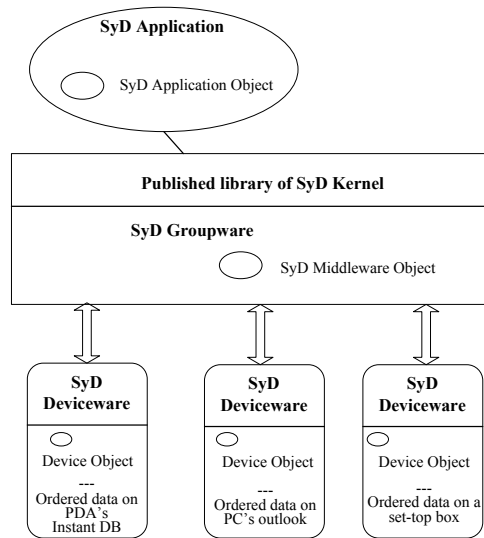 SyD Application
SyD Application Object
Published library of SyD Kernel
SyD Groupware
SyD Middleware Object
SyD
Deviceware
Device Object
---
Ordered data on
PDA's
Instant DB
SyD
Deviceware
Device Object
---
Ordered data on
PC's outlook
SyD
Deviceware
Device Object
---
Ordered data on a
set-top box